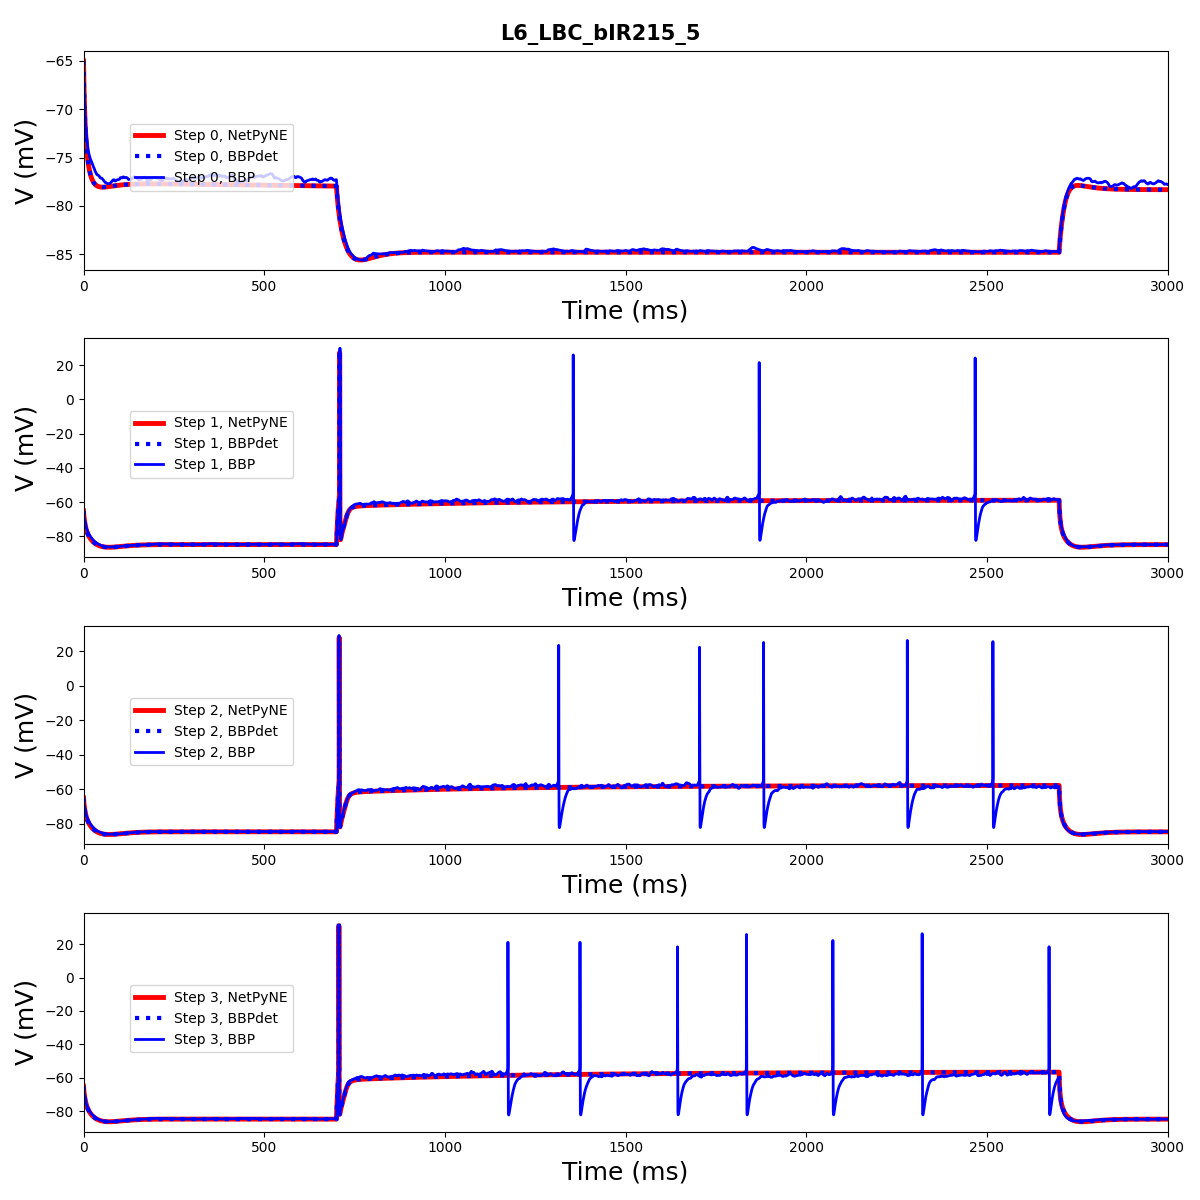 L6_LBC_bIR215_5
−65
−70
−75
−80
−85
V (mV)
Step 0, NetPyNE
Step 0, BBPdet
Step 0, BBP
0 500 1000 1500 2000 2500 3000
Time (ms)
20
0
−20
−40
−60
−80
V (mV)
Step 1, NetPyNE
Step 1, BBPdet
Step 1, BBP
0 500 1000 1500 2000 2500 3000
Time (ms)
20
0
−20
−40
−60
−80
V (mV)
Step 2, NetPyNE
Step 2, BBPdet
Step 2, BBP
0 500 1000 1500 2000 2500 3000
Time (ms)
20
0
−20
−40
−60
−80
V (mV)
Step 3, NetPyNE
Step 3, BBPdet
Step 3, BBP
0 500 1000 1500 2000 2500 3000
Time (ms)